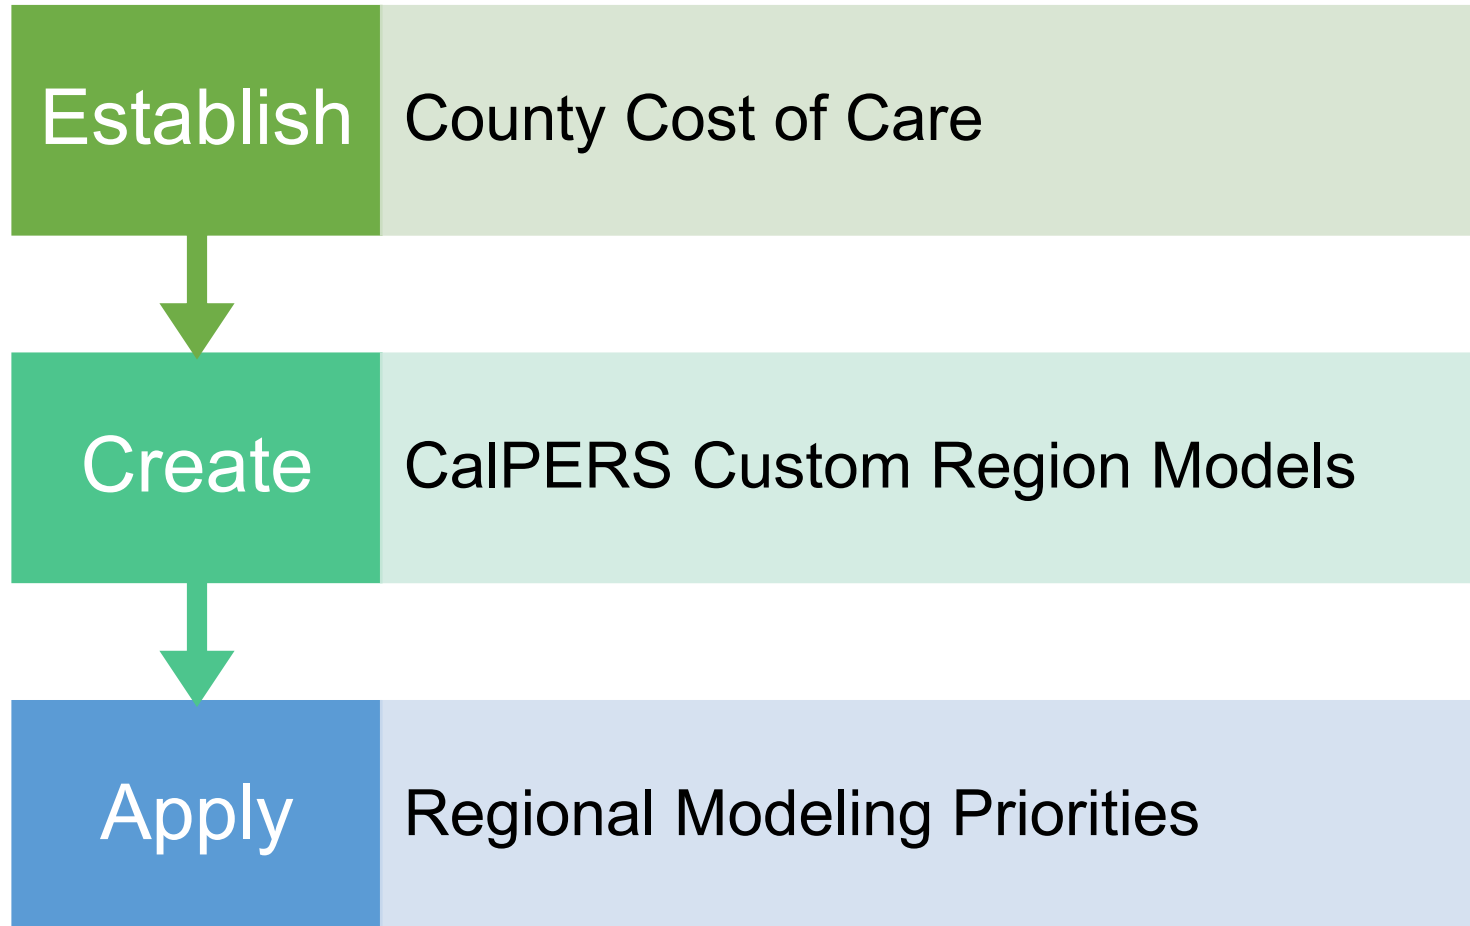 Establish
County Cost of Care
Create
CalPERS Custom Region Models
Apply
Regional Modeling Priorities